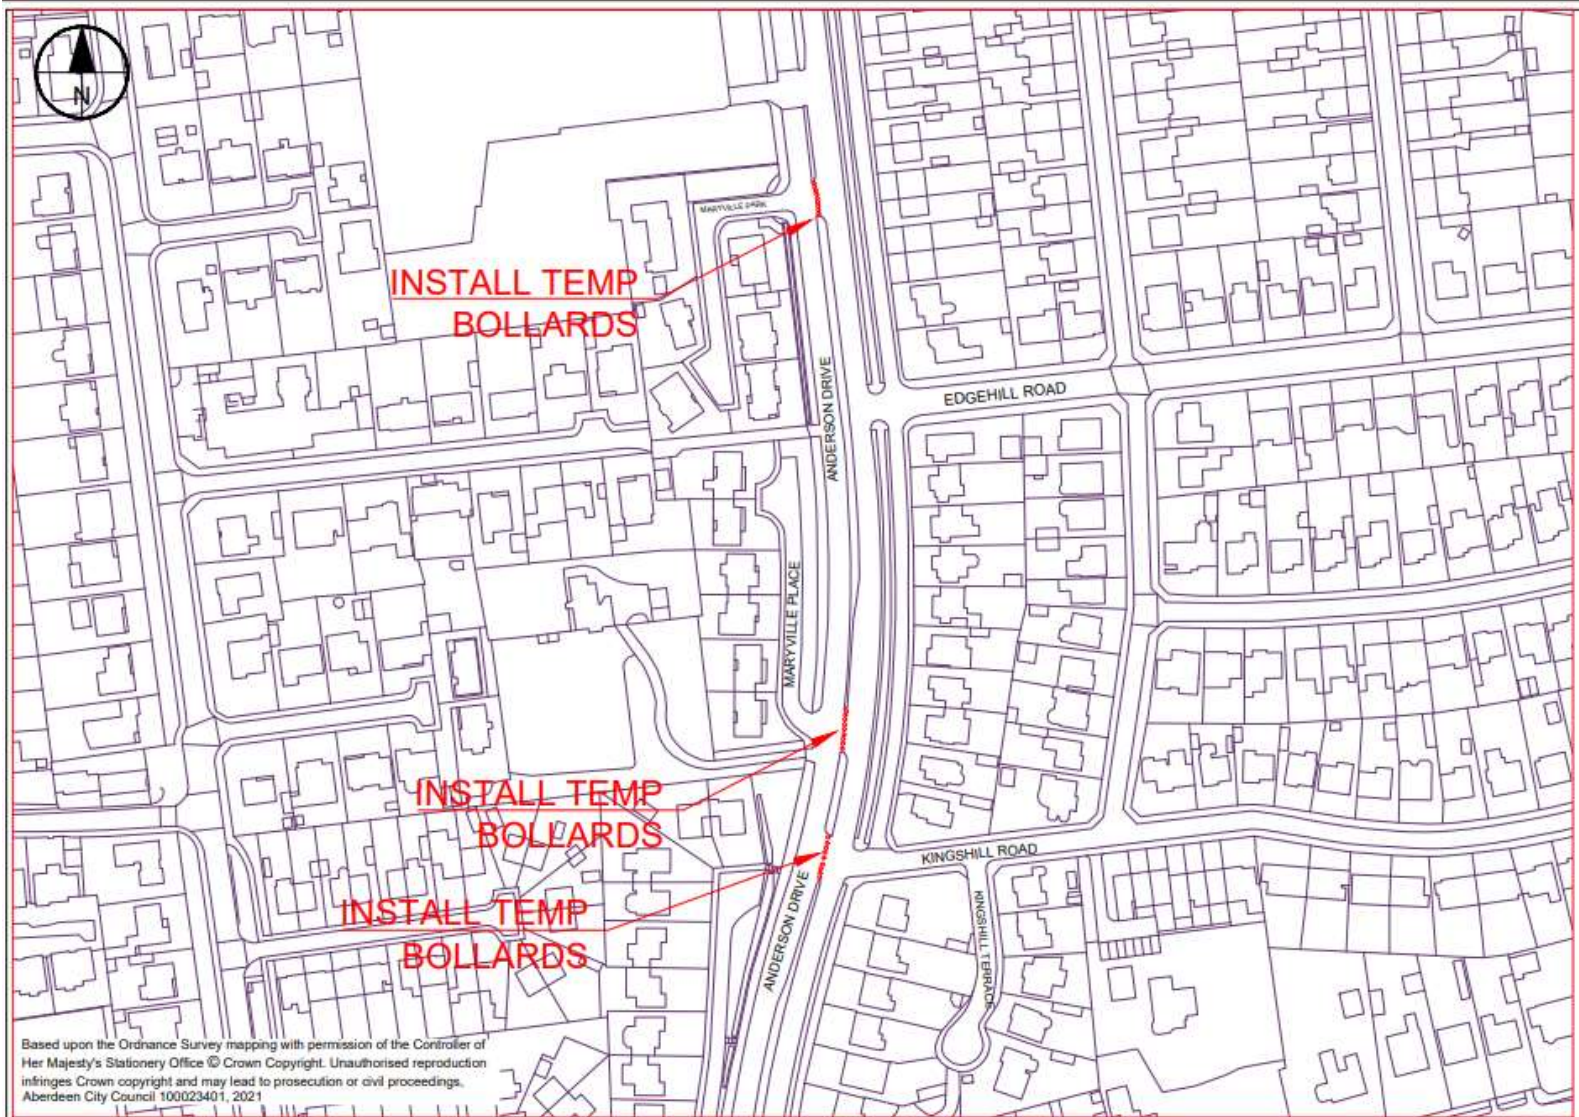 N
MARYVILLE PARK
INSTALL TEMP
BOLLARDS
ANDERSON DRIVE
EDGEHILL ROAD
MARYVILLE PLACE
INSTALL TEMP
BOLLARDS
KINGSHILL ROAD
ANDERSON DRIVE
KINGSHILL TERRACE
INSTALL TEMP
BOLLARDS
Based upon the Ordnance Survey mapping with permission of the Controller of
Her Majesty's Stationery Office © Crown Copyright. Unauthorised reproduction
infringes Crown copyright and may lead to prosecution or civil proceedings.
Aberdeen City Council 100023401, 2021